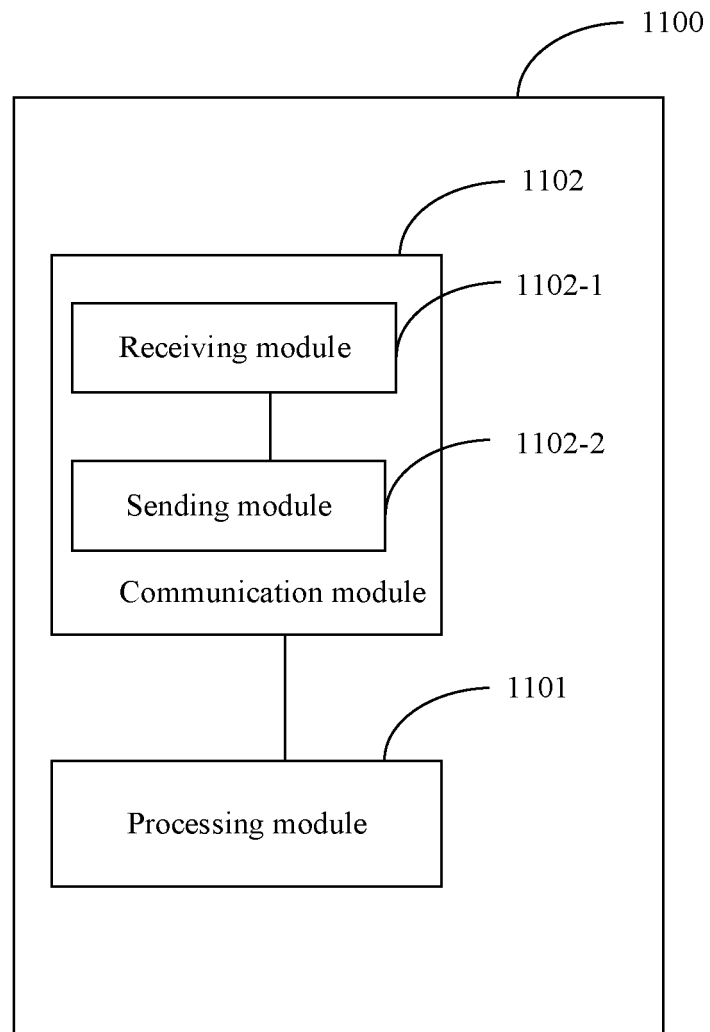 1100
1102
1102-1
Receiving module
1102-2
Sending module
Communication module
1101
Processing module